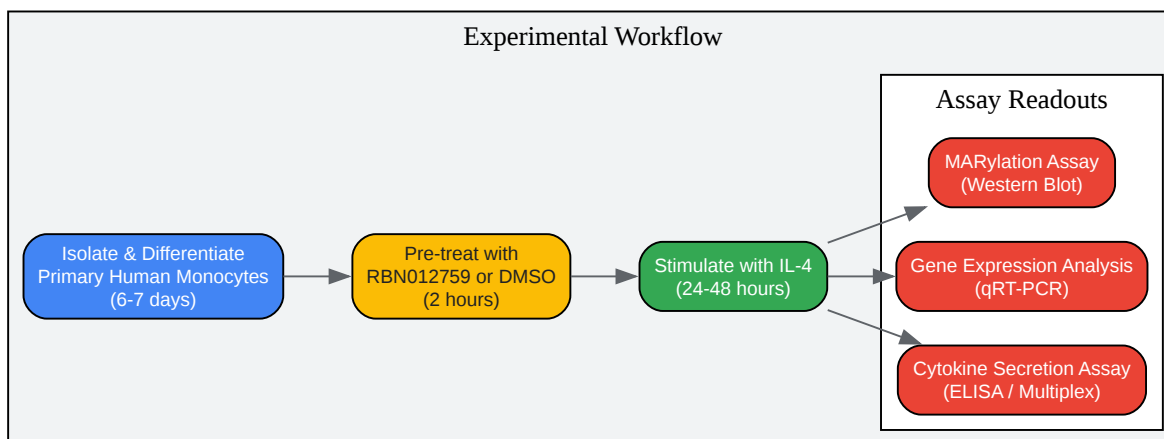 Experimental Workflow
Assay Readouts
MARylation Assay
(Western Blot)
Isolate & Differentiate
Primary Human Monocytes
(6-7 days)
Pre-treat with
RBN012759 or DMSO
(2 hours)
Stimulate with IL-4
(24-48 hours)
Gene Expression Analysis
(qRT-PCR)
Cytokine Secretion Assay
(ELISA / Multiplex)